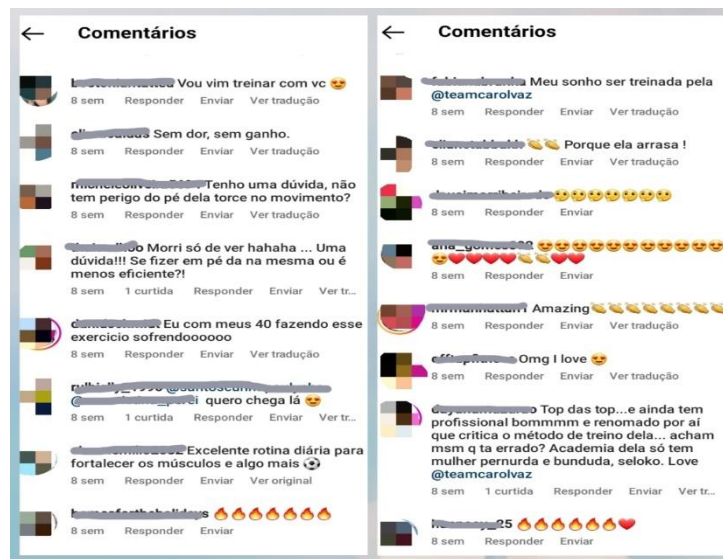 Comentários
Vou vim treinar com vc 😍
8 sem Responder Enviar Ver tradução
Sem dor, sem ganho.
8 sem Responder Enviar Ver tradução
Tenho uma dúvida, não
tem perigo do pé dela torce no movimento?
8 sem Responder Enviar Ver tradução
Morri só de ver hahaha ... Uma
dúvida!!! Se fizer em pé da na mesma ou é
menos eficiente?!
8 sem 1 curtida Responder Enviar Ver tr...
Eu com meus 40 fazendo esse
exercicio sofrendoooooo
8 sem Responder Enviar Ver tradução
quero chega lá 😍
8 sem 1 curtida Responder Enviar Ver tr...
Excelente rotina diária para
fortalecer os músculos e algo mais ⚽
8 sem Responder Enviar Ver original
🔥🔥🔥🔥🔥🔥🔥
8 sem Responder Enviar
Comentários
Meu sonho ser treinada pela
@teamcarolvaz
8 sem Responder Enviar Ver tradução
👏👏 Porque ela arrasa !
8 sem Responder Enviar Ver tradução
🤔🤔🤔🤔🤔🤔🤔
8 sem Responder Enviar
😍😍😍😍😍😍😍😍😍😍
😍❤❤❤❤👏👏❤❤
8 sem Responder Enviar
Amazing👏👏👏👏👏👏👏
8 sem Responder Enviar Ver tradução
Omg I love 😍
8 sem Responder Enviar Ver tradução
Top das top...e ainda tem
profissional bommmm e renomado por aí
que critica o método de treino dela... acham
msm q ta errado? Academia dela só tem
mulher pernurda e bunduda, seloko. Love
@teamcarolvaz
8 sem 1 curtida Responder Enviar Ver tr...
_25 🔥🔥🔥🔥🔥🔥❤
8 sem Responder Enviar